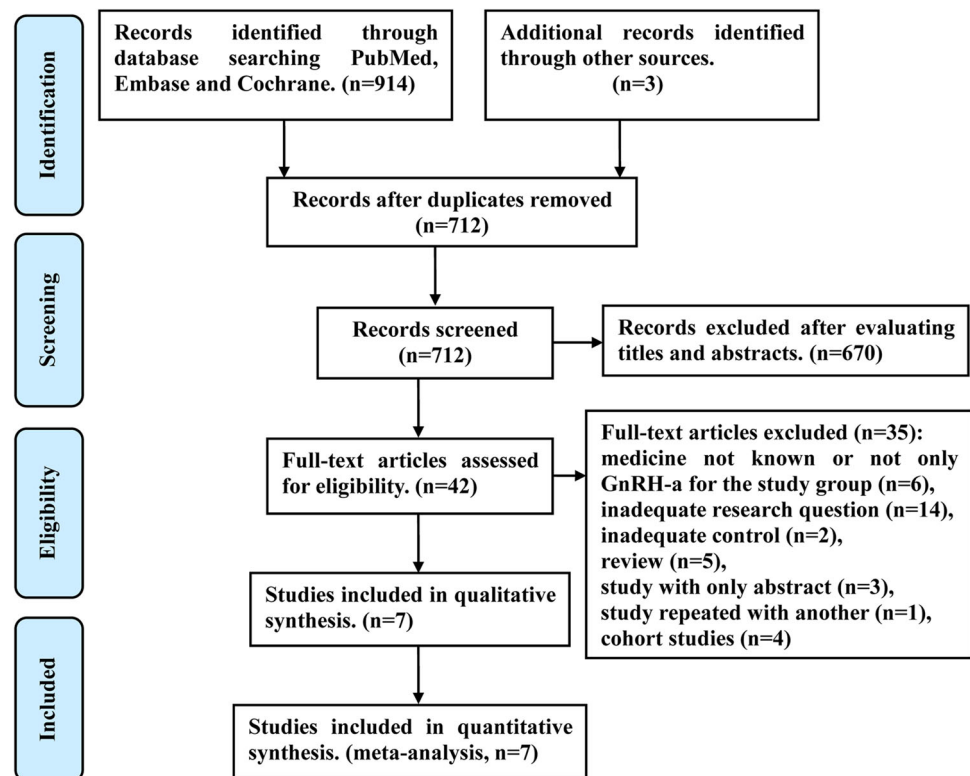 Identification
Records identified through
database searching PubMed,
Embase and Cochrane. (n=914)
Additional records identified
through other sources.
(n=3)
Records after duplicates removed
(n=712)
Screening
Records screened
(n=712)
Records excluded after evaluating
titles and abstracts. (n=670)
Eligibility
Full-text articles assessed
for eligibility. (n=42)
Full-text articles excluded (n=35):
medicine not known or not only
GnRH-a for the study group (n=6),
inadequate research question (n=14),
inadequate control (n=2),
review (n=5),
study with only abstract (n=3),
study repeated with another (n=1),
cohort studies (n=4)
Studies included in qualitative
synthesis. (n=7)
Included
Studies included in quantitative
synthesis. (meta-analysis, n=7)